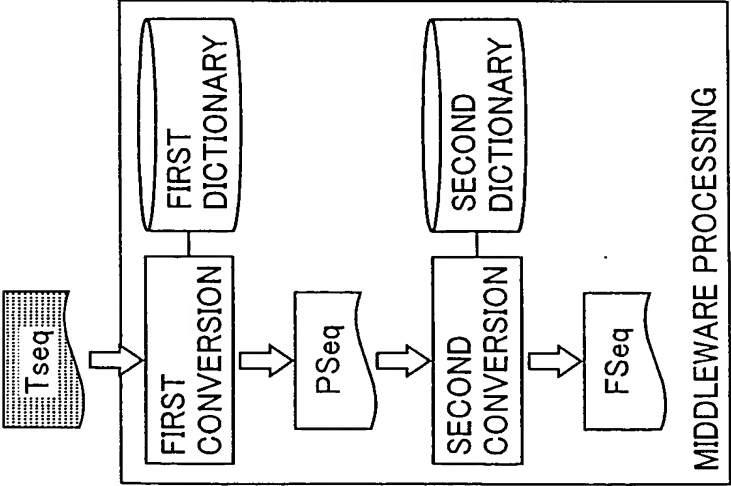 Tseq
FIRST
CONVERSION
FIRST
DICTIONARY
PSeq
SECOND
CONVERSION
SECOND
DICTIONARY
FSeq
MIDDLEWARE PROCESSING